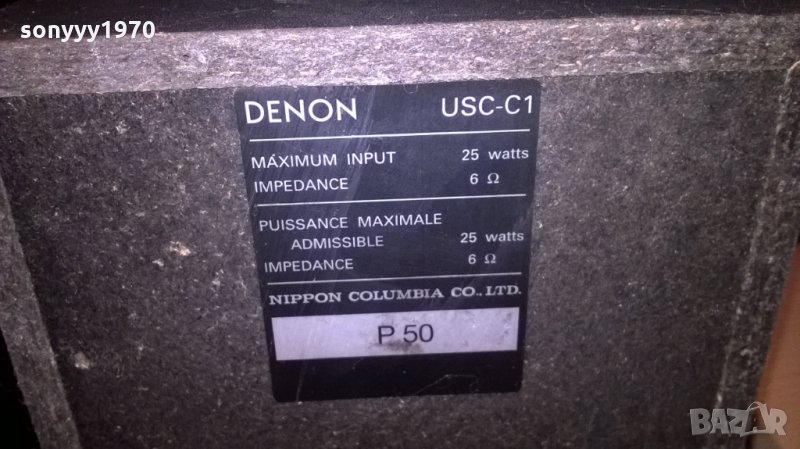 sonyyy1970
DENON USC-C1
MAXIMUM INPUT 25 watts
IMPEDANCE 6 Ω
PUISSANCE MAXIMALE
ADMISSIBLE 25 watts
IMPEDANCE 6 Ω
NIPPON COLUMBIA CO., LTD.
P 50
BAZAR